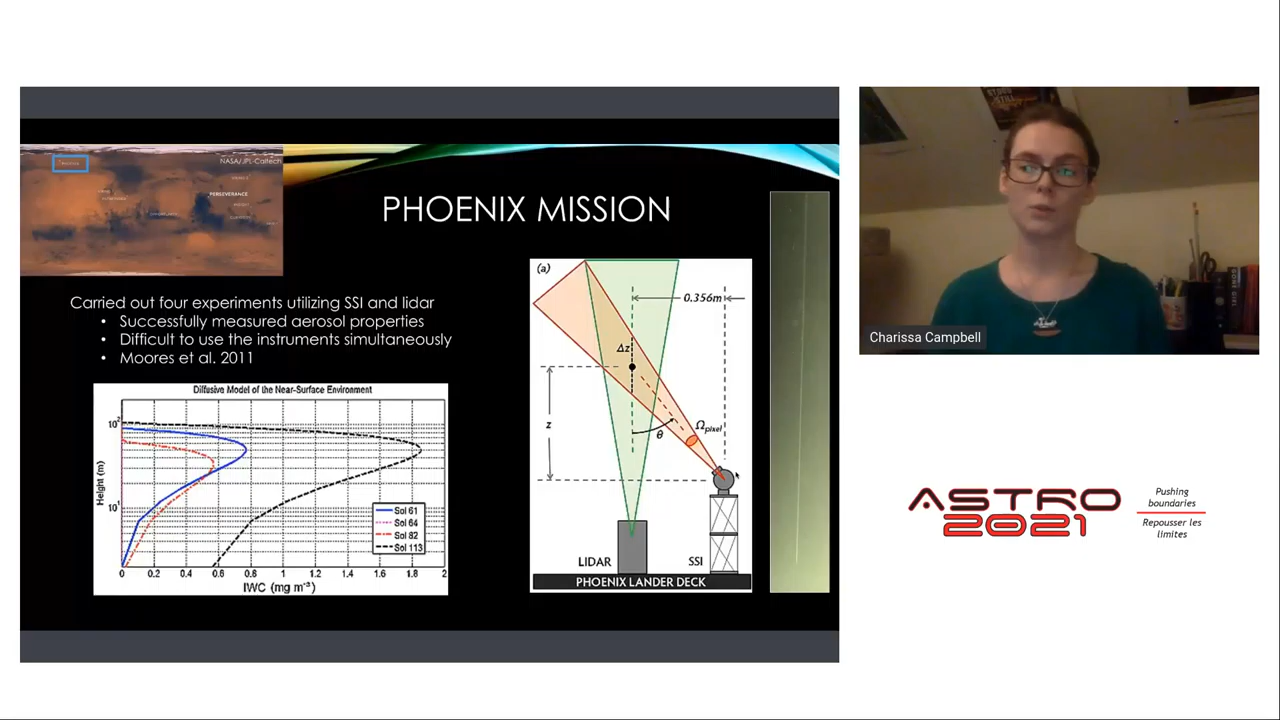 NASA/JPL-Caltech
PERSEVERANCE
PHOENIX MISSION
Carried out four experiments utilizing SSI and lidar
• Successfully measured aerosol properties
• Difficult to use the instruments simultaneously
• Moores et al. 2011
Diffusive Model of the Near-Surface Environment
Height (m)
10²
10¹
0 0.2 0.4 0.6 0.8 1 1.2 1.4 1.6 1.8 2
IWC (mg m⁻³)
Sol 61
Sol 64
Sol 82
Sol 113
(a)
0.356m
Δz
z
θ
Ωpixel
LIDAR
SSI
PHOENIX LANDER DECK
Charissa Campbell
ASTRO
2021
Pushing
boundaries
Repousser les
limites